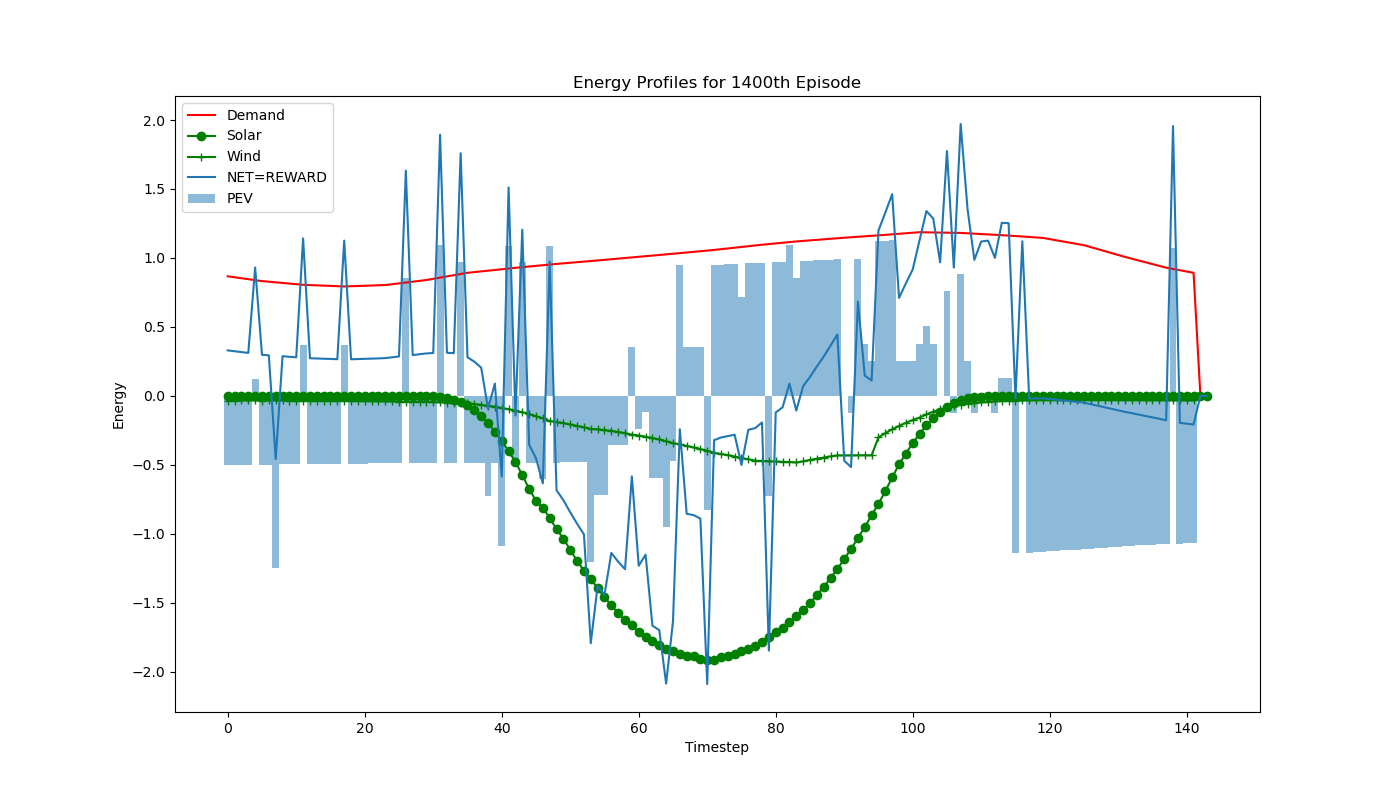 Energy Profiles for 1400th Episode
Demand
Solar
Wind
NET=REWARD
PEV
2.0
1.5
1.0
0.5
0.0
−0.5
−1.0
−1.5
−2.0
Energy
0 20 40 60 80 100 120 140
Timestep